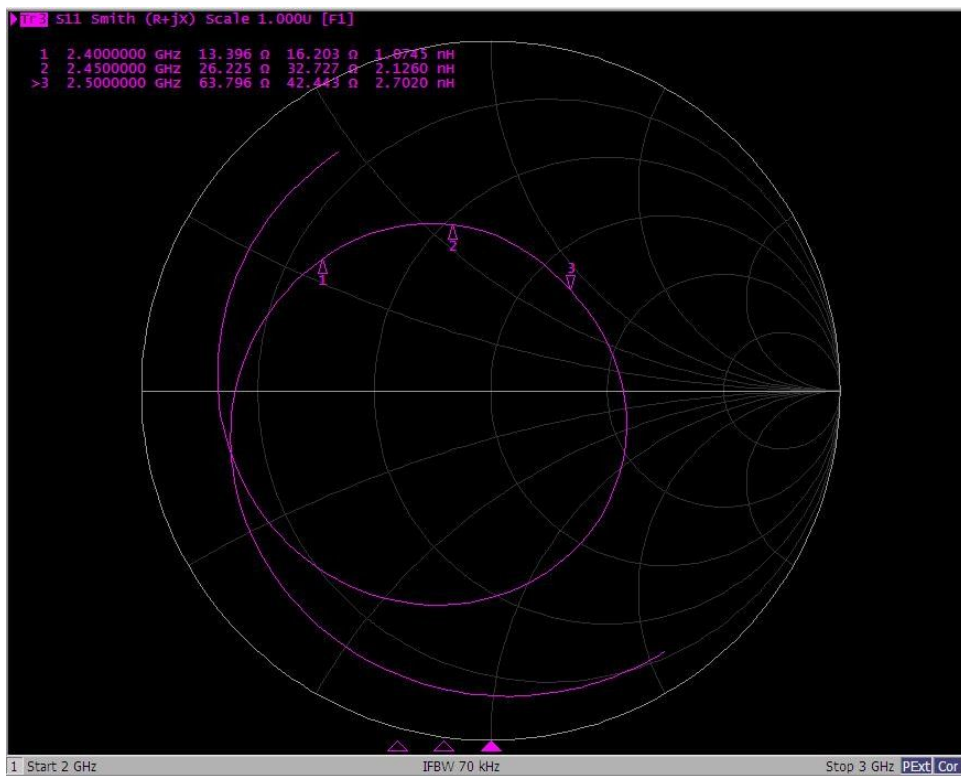 Tr3 S11 Smith (R+jX) Scale 1.000U [F1]
1 2.4000000 GHz 13.396 Ω 16.203 Ω 1.0745 nH
2 2.4500000 GHz 26.225 Ω 32.727 Ω 2.1260 nH
>3 2.5000000 GHz 63.796 Ω 42.443 Ω 2.7020 nH
3
2
1
1 Start 2 GHz IFBW 70 kHz Stop 3 GHz PExt Cor